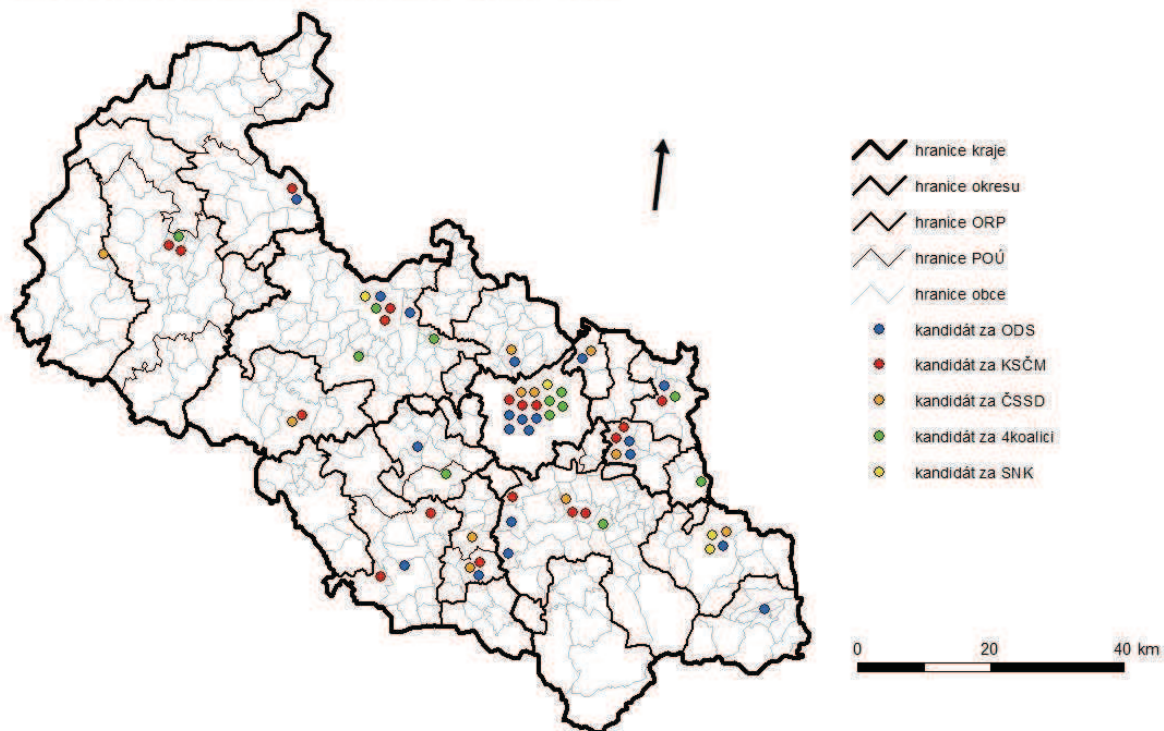 hranice kraje
hranice okresu
hranice ORP
hranice POÚ
hranice obce
kandidát za ODS
kandidát za KSČM
kandidát za ČSSD
kandidát za 4koalici
kandidát za SNK
0 20 40 km